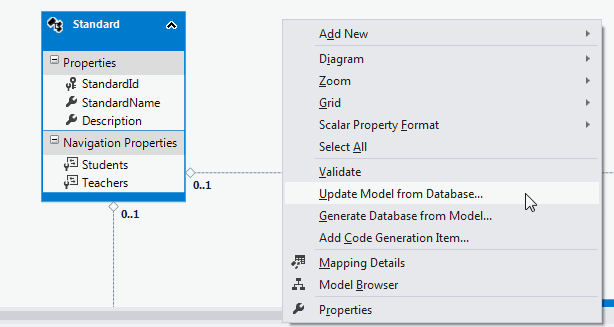 Standard
Properties
StandardId
StandardName
Description
Navigation Properties
Students
Teachers
0..1
0..1
Add New
Diagram
Zoom
Grid
Scalar Property Format
Select All
Validate
Update Model from Database...
Generate Database from Model...
Add Code Generation Item...
Mapping Details
Model Browser
Properties